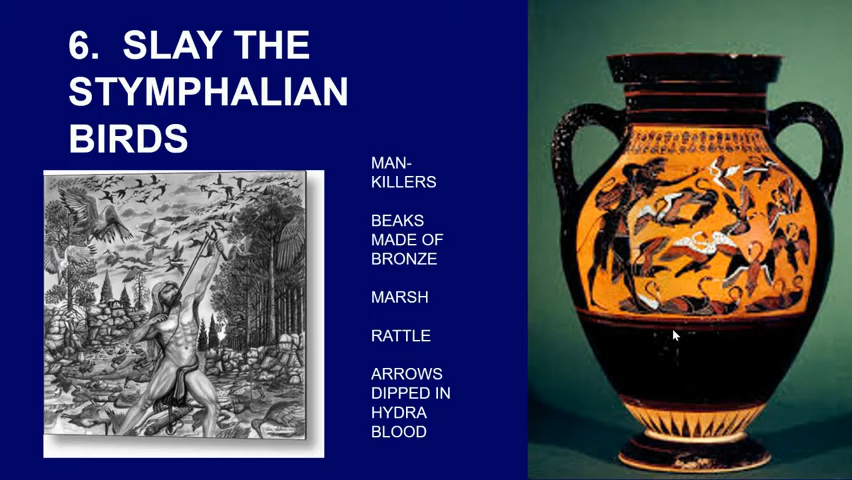 6. SLAY THE
STYMPHALIAN
BIRDS
MAN-
KILLERS
BEAKS
MADE OF
BRONZE
MARSH
RATTLE
ARROWS
DIPPED IN
HYDRA
BLOOD